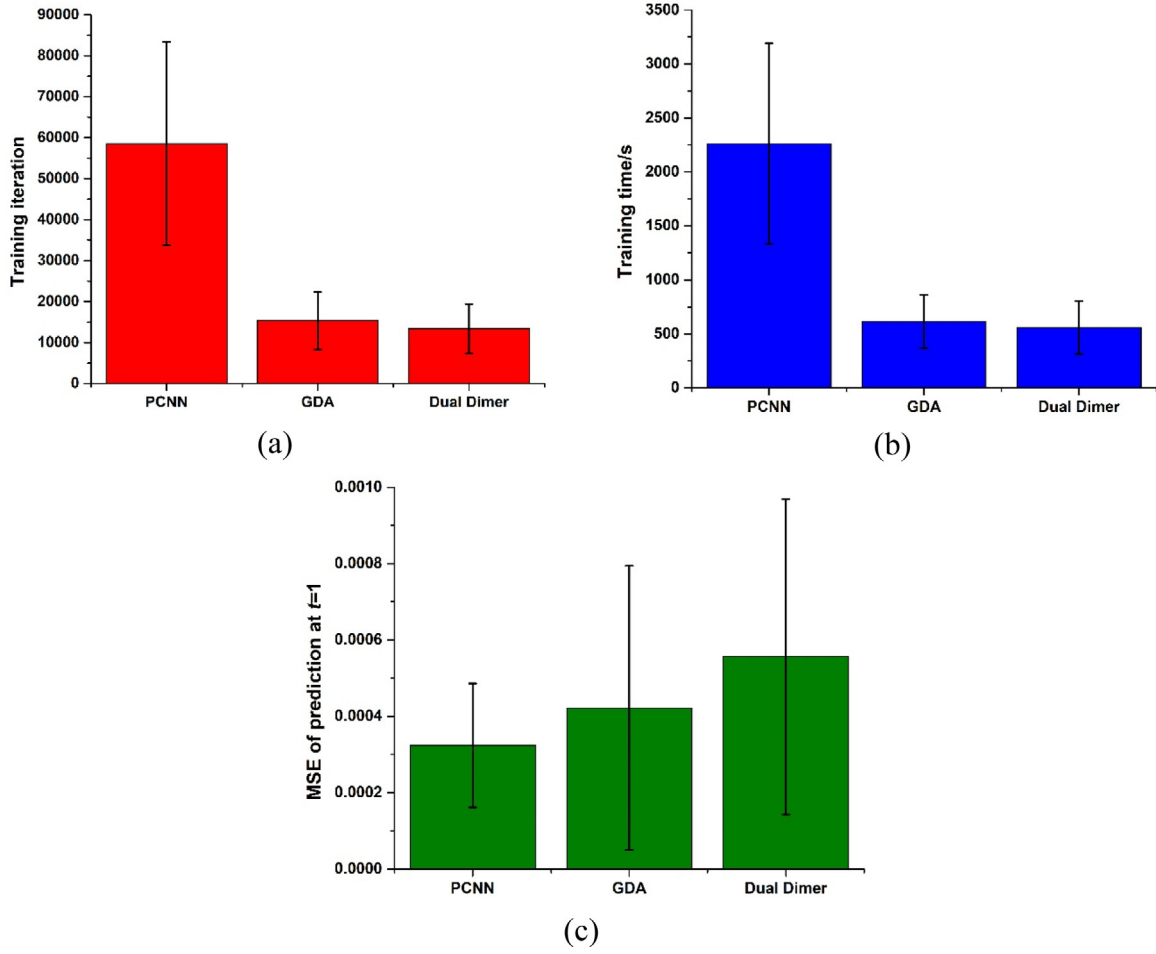 90000
80000
70000
60000
50000
40000
30000
20000
10000
0
Training iteration
PCNN GDA Dual Dimer
(a)
3500
3000
2500
2000
1500
1000
500
0
Training time/s
PCNN GDA Dual Dimer
(b)
0.0010
0.0008
0.0006
0.0004
0.0002
0.0000
MSE of prediction at t=1
PCNN GDA Dual Dimer
(c)